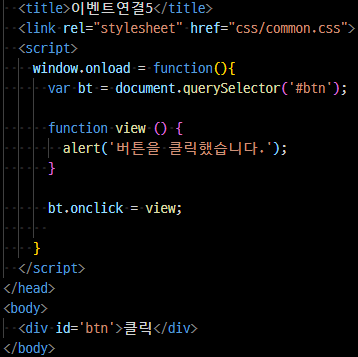 <title>이벤트연결5</title>
<link rel="stylesheet" href="css/common.css">
<script>
window.onload = function(){
var bt = document.querySelector('#btn');
function view () {
alert('버튼을 클릭했습니다.');
}
bt.onclick = view;
}
</script>
</head>
<body>
<div id='btn'>클릭</div>